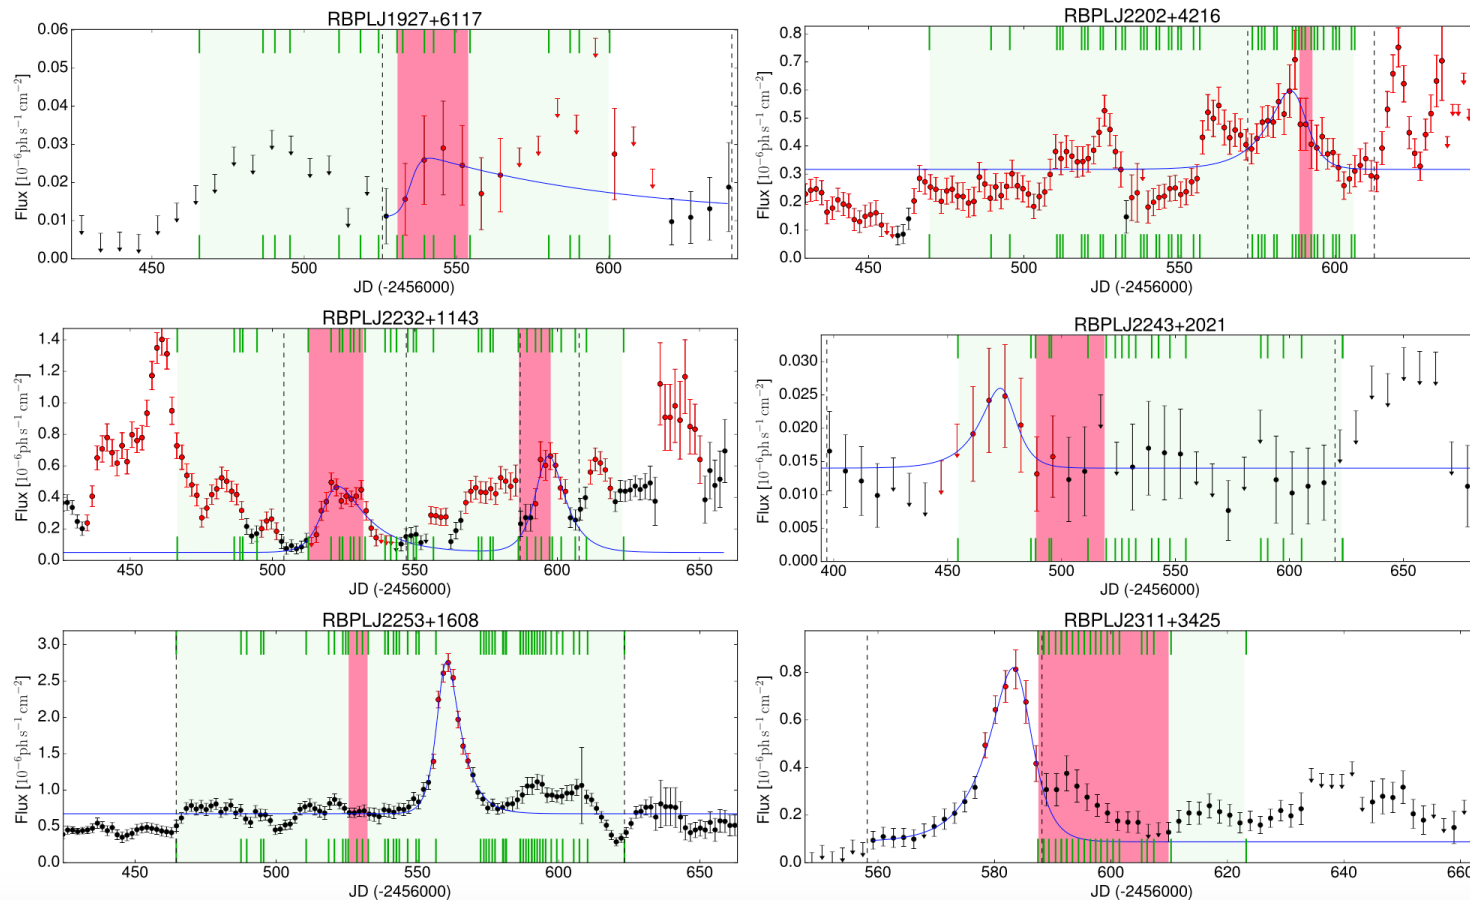 RBPLJ1927+6117
0.06
0.05
0.04
0.03
0.02
0.01
0.00
Flux [10⁻⁶ph s⁻¹ cm⁻²]
450 500 550 600
JD (-2456000)
RBPLJ2202+4216
0.8
0.7
0.6
0.5
0.4
0.3
0.2
0.1
0.0
Flux [10⁻⁶ph s⁻¹ cm⁻²]
450 500 550 600
JD (-2456000)
RBPLJ2232+1143
1.4
1.2
1.0
0.8
0.6
0.4
0.2
0.0
Flux [10⁻⁶ph s⁻¹ cm⁻²]
450 500 550 600 650
JD (-2456000)
RBPLJ2243+2021
0.030
0.025
0.020
0.015
0.010
0.005
0.000
Flux [10⁻⁶ph s⁻¹ cm⁻²]
400 450 500 550 600 650
JD (-2456000)
RBPLJ2253+1608
3.0
2.5
2.0
1.5
1.0
0.5
0.0
Flux [10⁻⁶ph s⁻¹ cm⁻²]
450 500 550 600 650
JD (-2456000)
RBPLJ2311+3425
0.8
0.6
0.4
0.2
0.0
Flux [10⁻⁶ph s⁻¹ cm⁻²]
560 580 600 620 640 660
JD (-2456000)